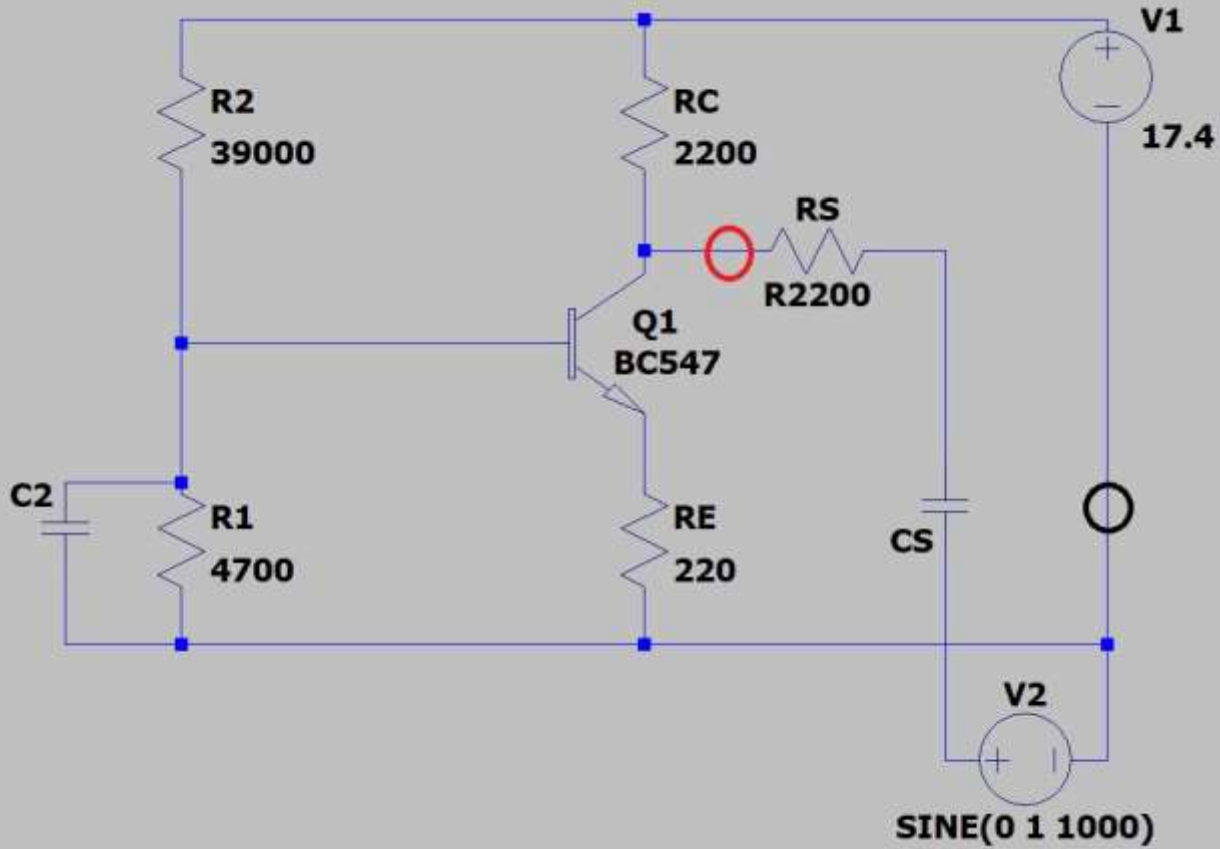 V1
17.4
R2
39000
RC
2200
RS
R2200
Q1
BC547
C2
R1
4700
RE
220
CS
V2
SINE(0 1 1000)